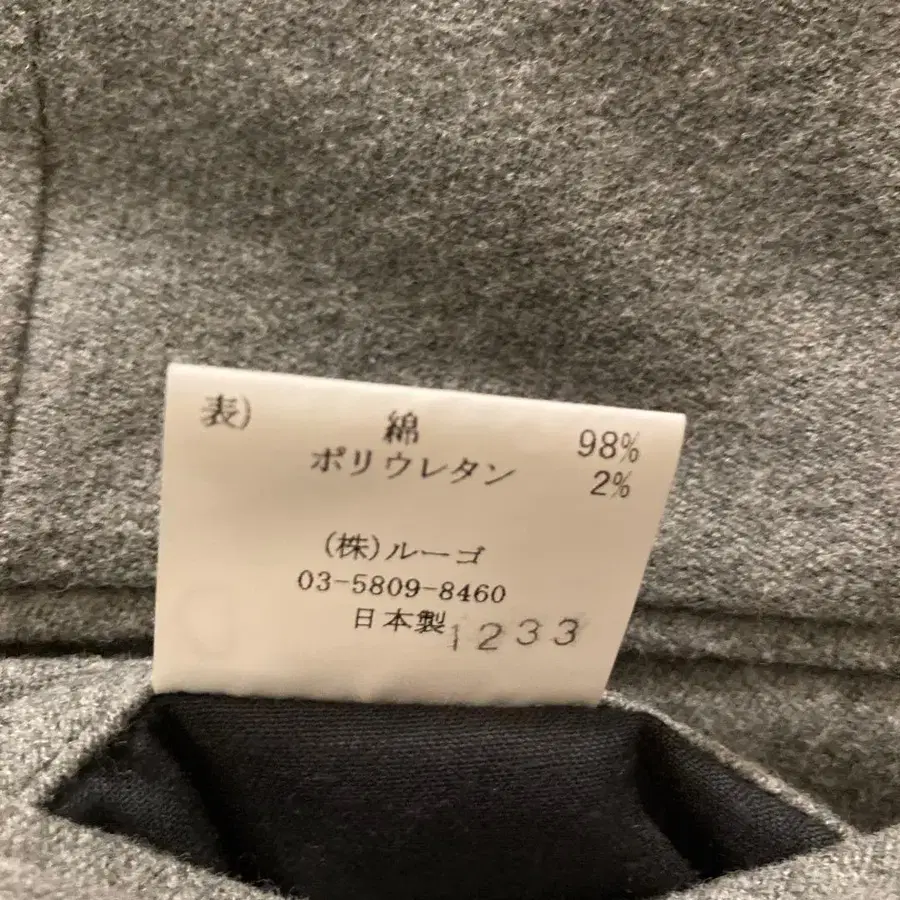 表) 綿 98%
ポリウレタン 2%
(株)ルーゴ
03-5809-8460
日本製 1233